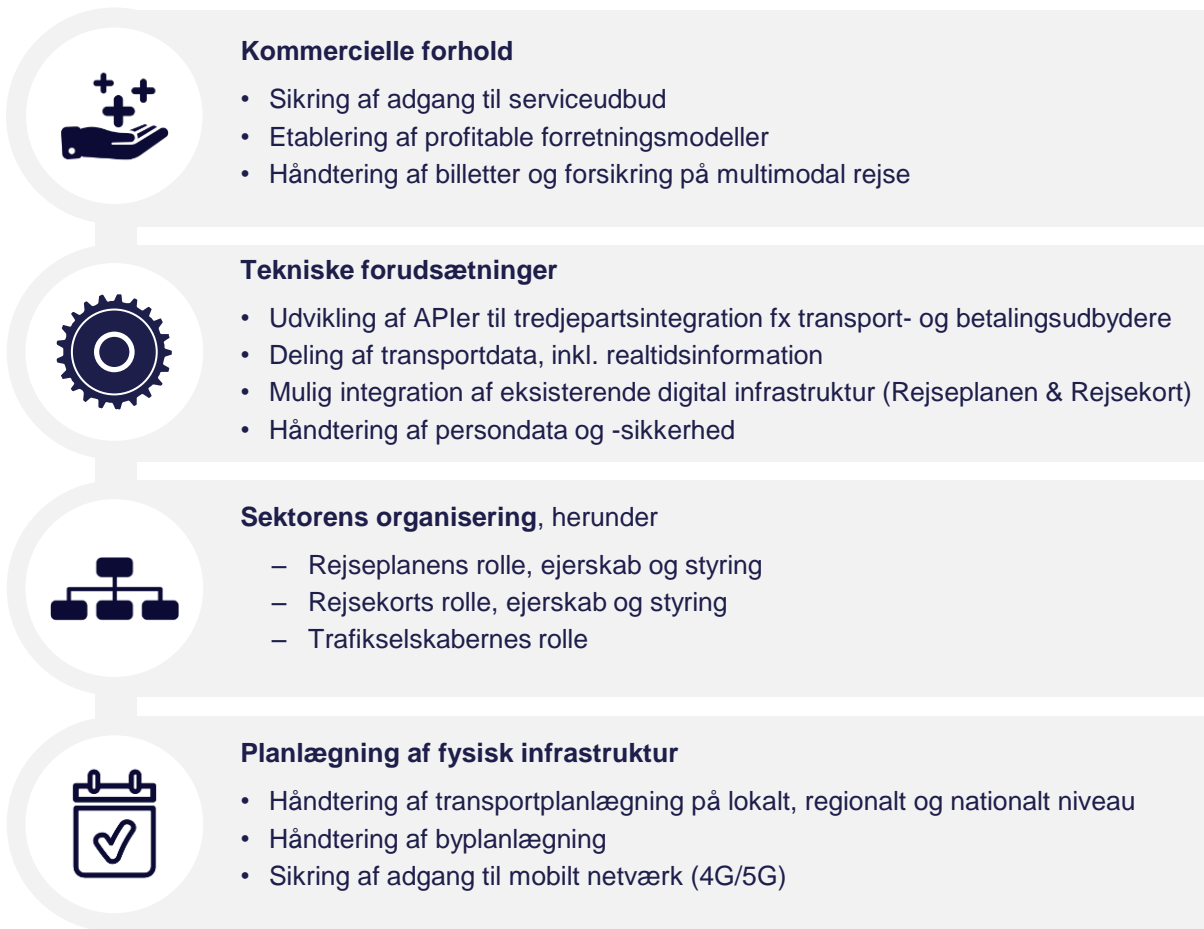 Kommercielle forhold
• Sikring af adgang til serviceudbud
• Etablering af profitable forretningsmodeller
• Håndtering af billetter og forsikring på multimodal rejse
Tekniske forudsætninger
• Udvikling af APIer til tredjepartsintegration fx transport- og betalingsudbydere
• Deling af transportdata, inkl. realtidsinformation
• Mulig integration af eksisterende digital infrastruktur (Rejseplanen & Rejsekort)
• Håndtering af persondata og -sikkerhed
Sektorens organisering, herunder
– Rejseplanens rolle, ejerskab og styring
– Rejsekorts rolle, ejerskab og styring
– Trafikselskabernes rolle
Planlægning af fysisk infrastruktur
• Håndtering af transportplanlægning på lokalt, regionalt og nationalt niveau
• Håndtering af byplanlægning
• Sikring af adgang til mobilt netværk (4G/5G)